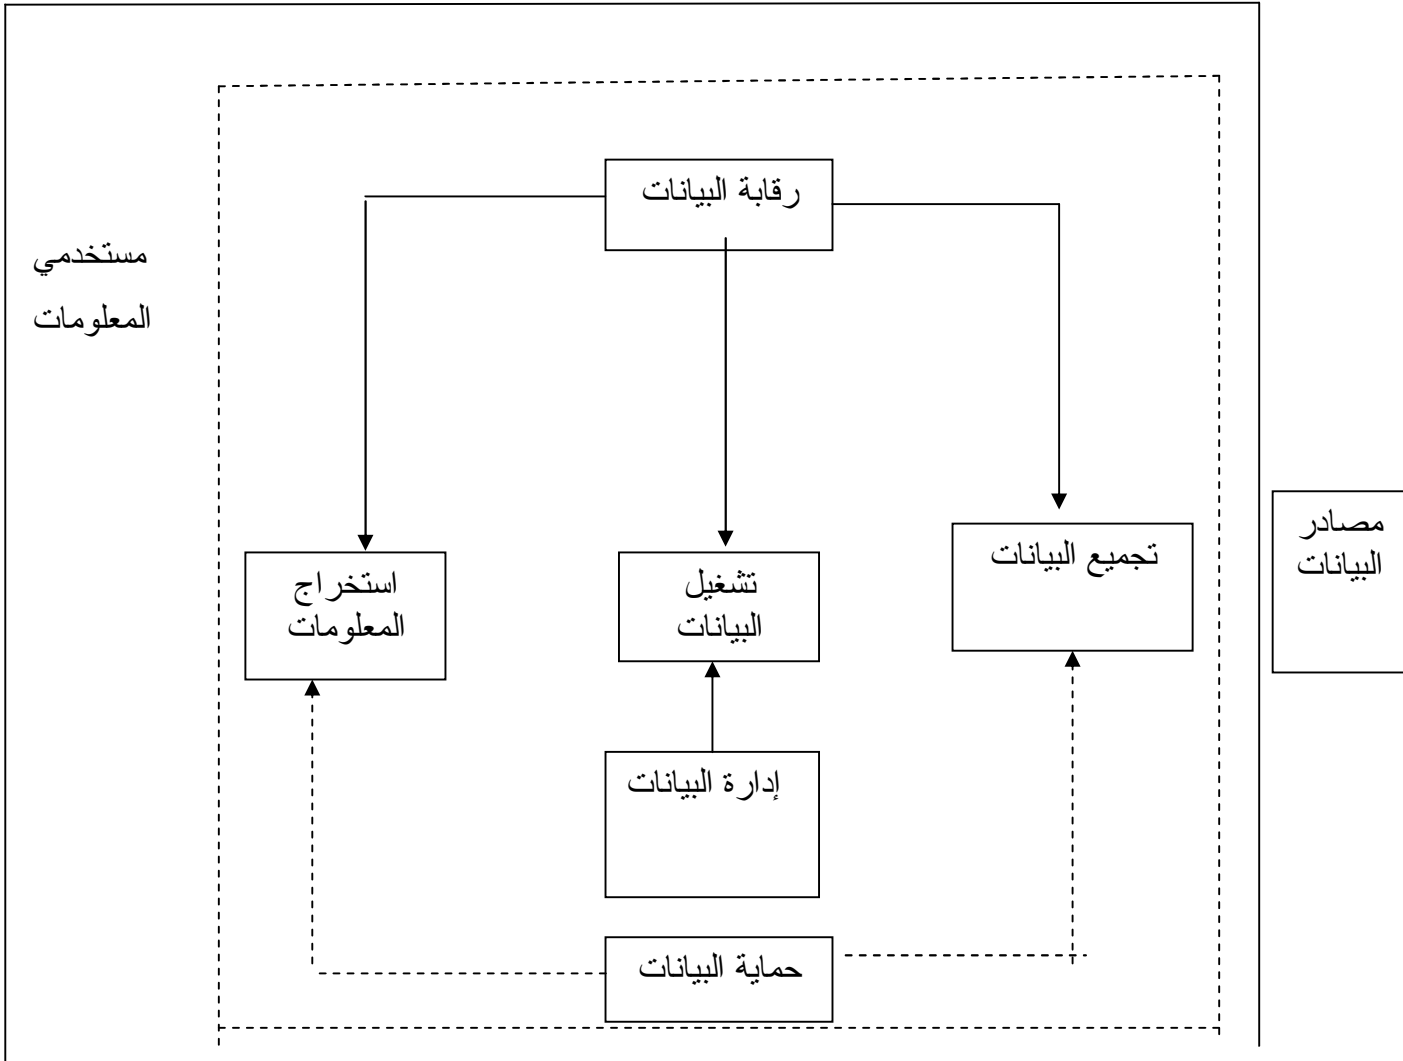 رقابة البيانات
مستخدمي
المعلومات
مصادر
البيانات
تجميع البيانات
تشغيل
البيانات
استخراج
المعلومات
إدارة البيانات
حماية البيانات